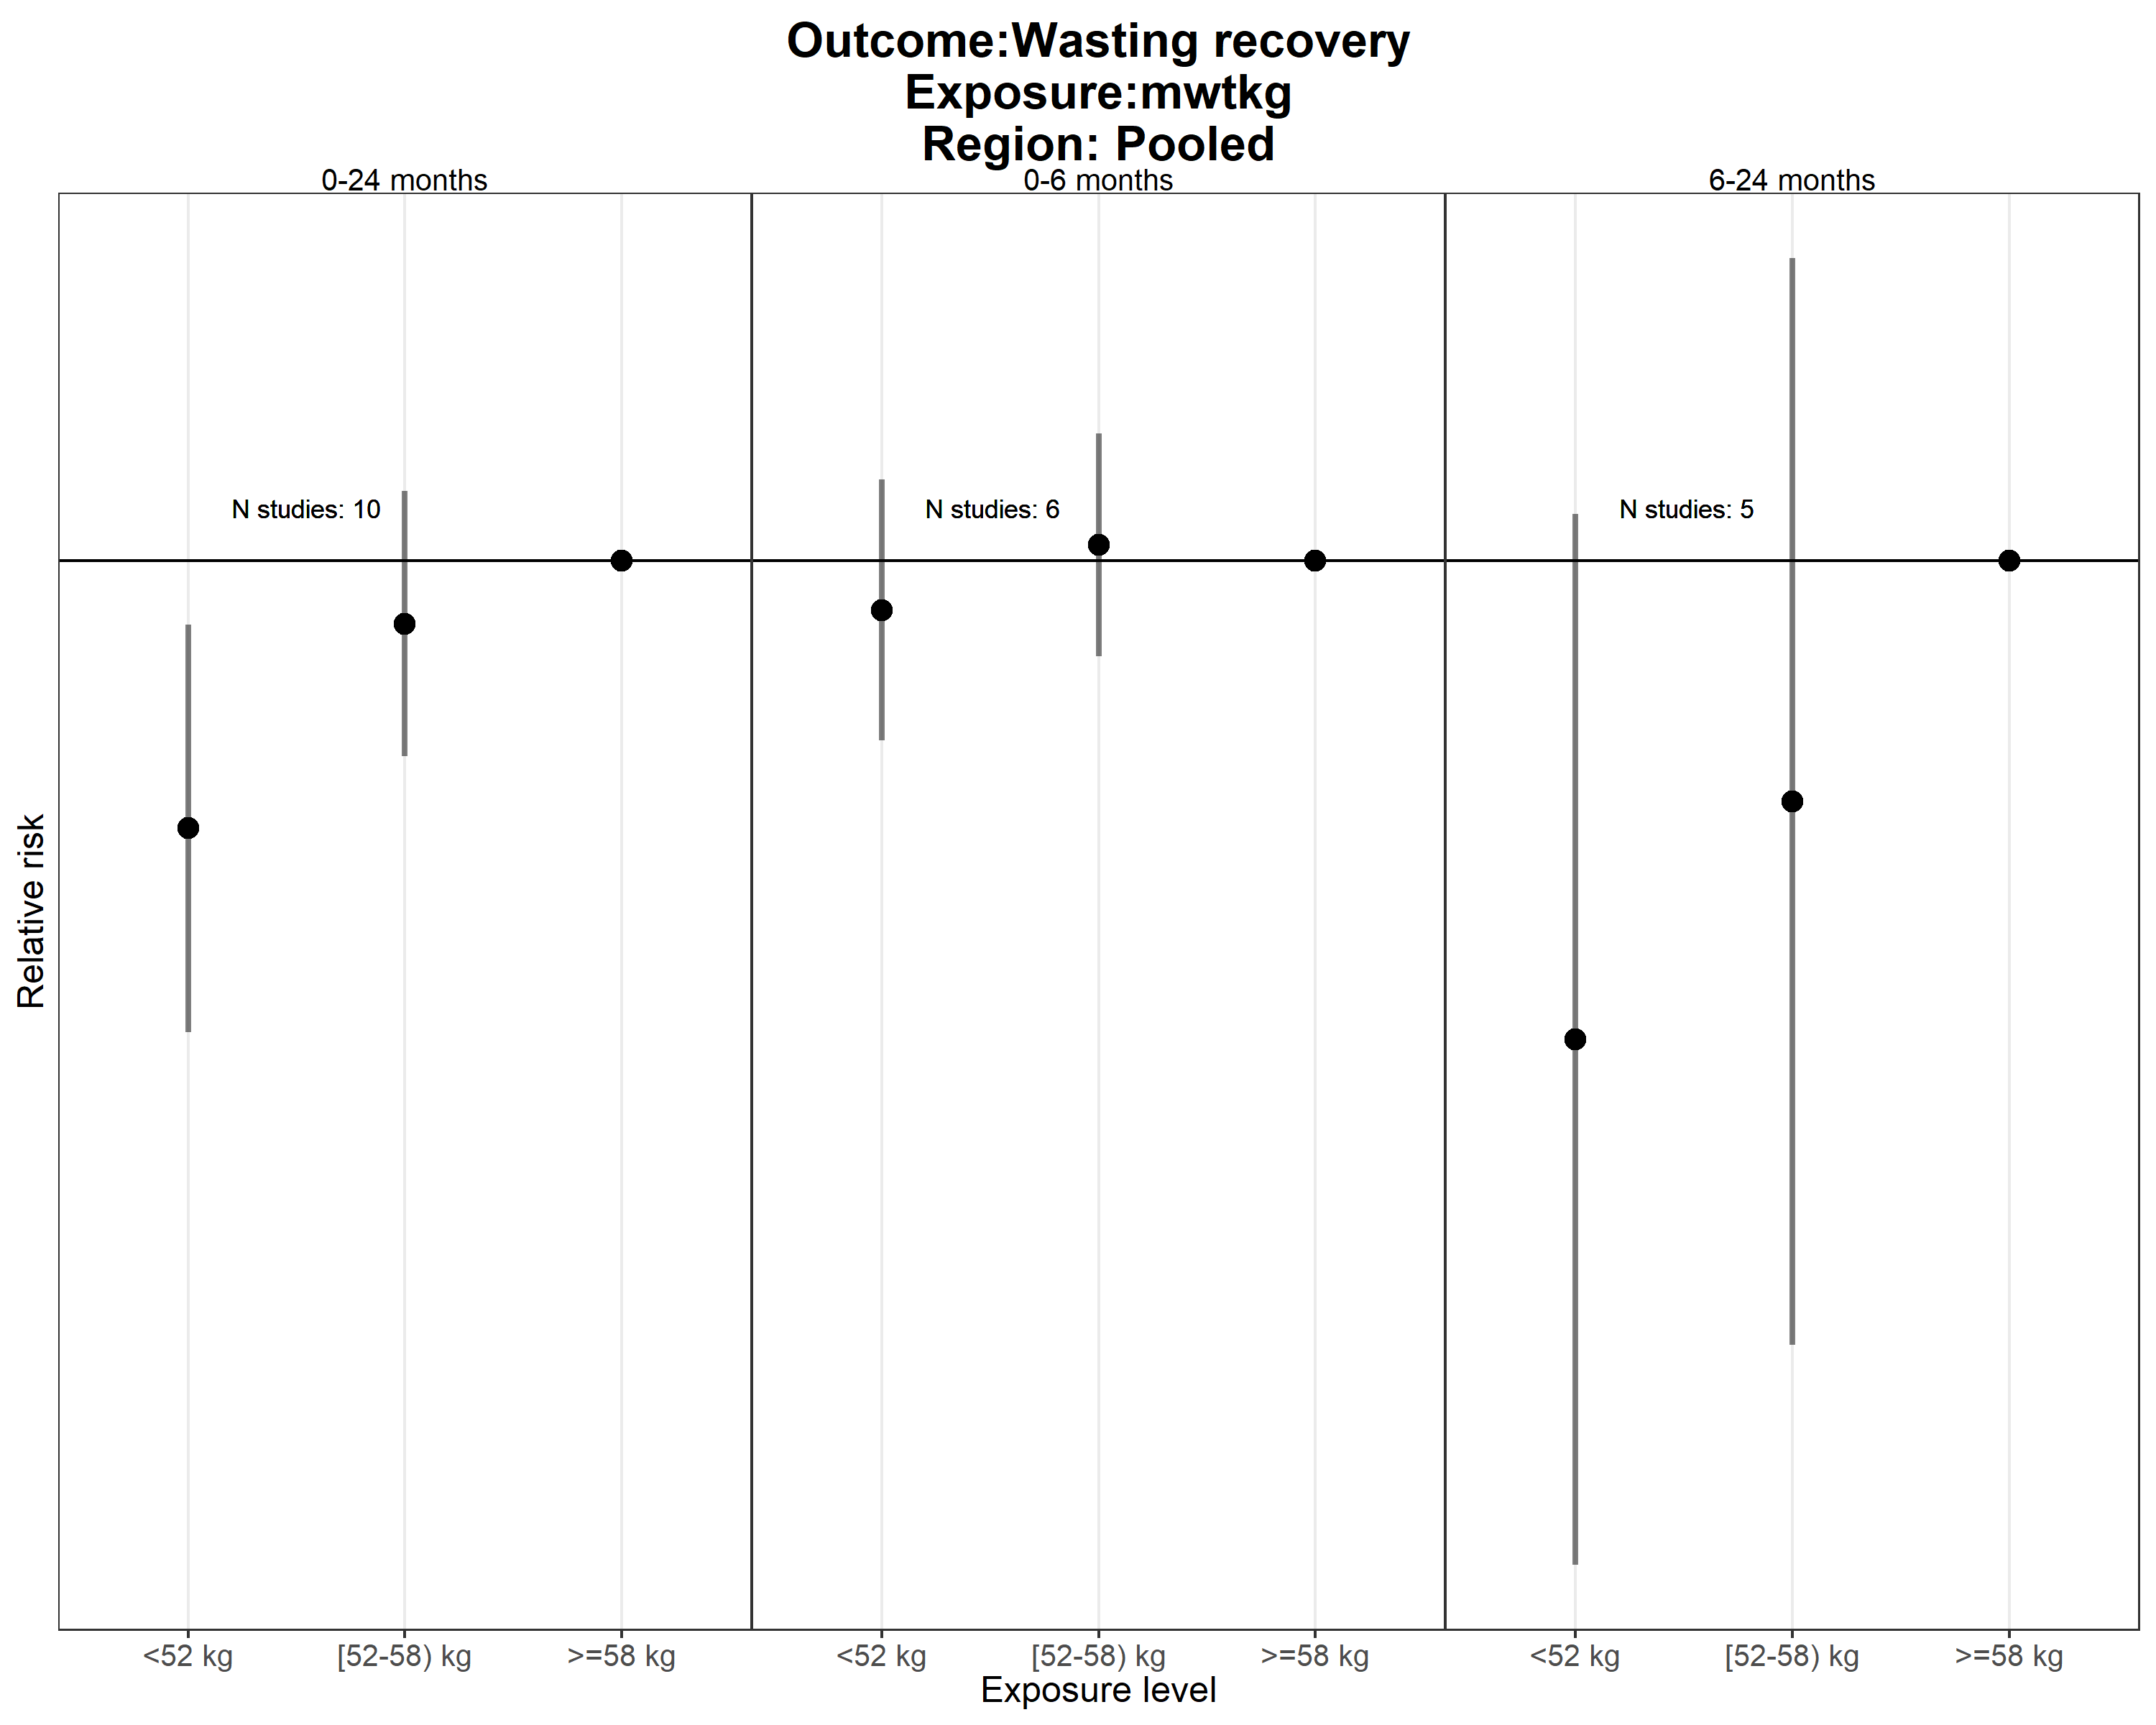 Outcome:Wasting recovery
Exposure:mwtkg
Region: Pooled
0-24 months
0-6 months
6-24 months
N studies: 10
N studies: 6
N studies: 5
Relative risk
<52 kg
[52-58) kg
>=58 kg
<52 kg
[52-58) kg
>=58 kg
<52 kg
[52-58) kg
>=58 kg
Exposure level